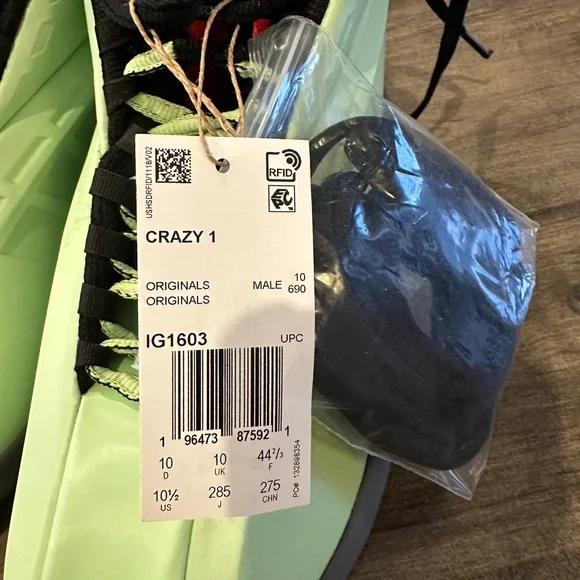 USHSDRFID/1118/V02
RFID
CRAZY 1
ORIGINALS MALE 10
ORIGINALS 690
IG1603 UPC
1 96473 87592 1
10 10 44 2/3
D UK F
10½ 285 275
US J CHN
PO# 132898354